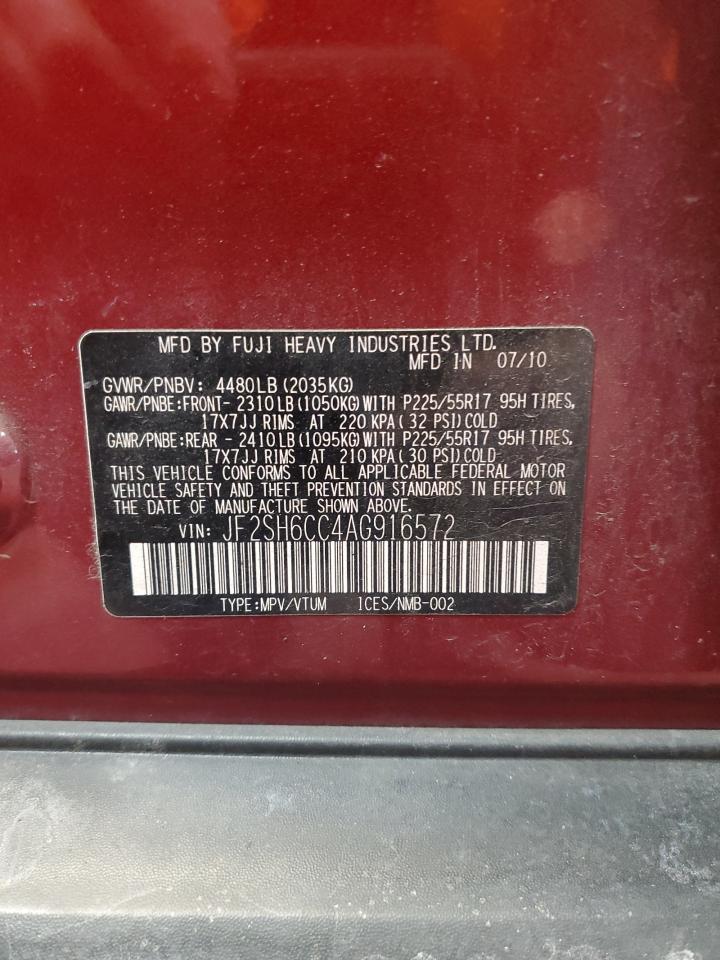 MFD BY FUJI HEAVY INDUSTRIES LTD.
MFD IN 07/10
GVWR/PNBV: 4480LB (2035KG)
GAWR/PNBE:FRONT- 2310LB (1050KG) WITH P225/55R17 95H TIRES,
17X7JJ RIMS AT 220 KPA ( 32 PSI) COLD
GAWR/PNBE:REAR - 2410LB (1095KG) WITH P225/55R17 95H TIRES,
17X7JJ RIMS AT 210 KPA ( 30 PSI) COLD
THIS VEHICLE CONFORMS TO ALL APPLICABLE FEDERAL MOTOR
VEHICLE SAFETY AND THEFT PREVENTION STANDARDS IN EFFECT ON
THE DATE OF MANUFACTURE SHOWN ABOVE.
VIN: JF2SH6CC4AG916572
TYPE:MPV/VTUM ICES/NMB-002